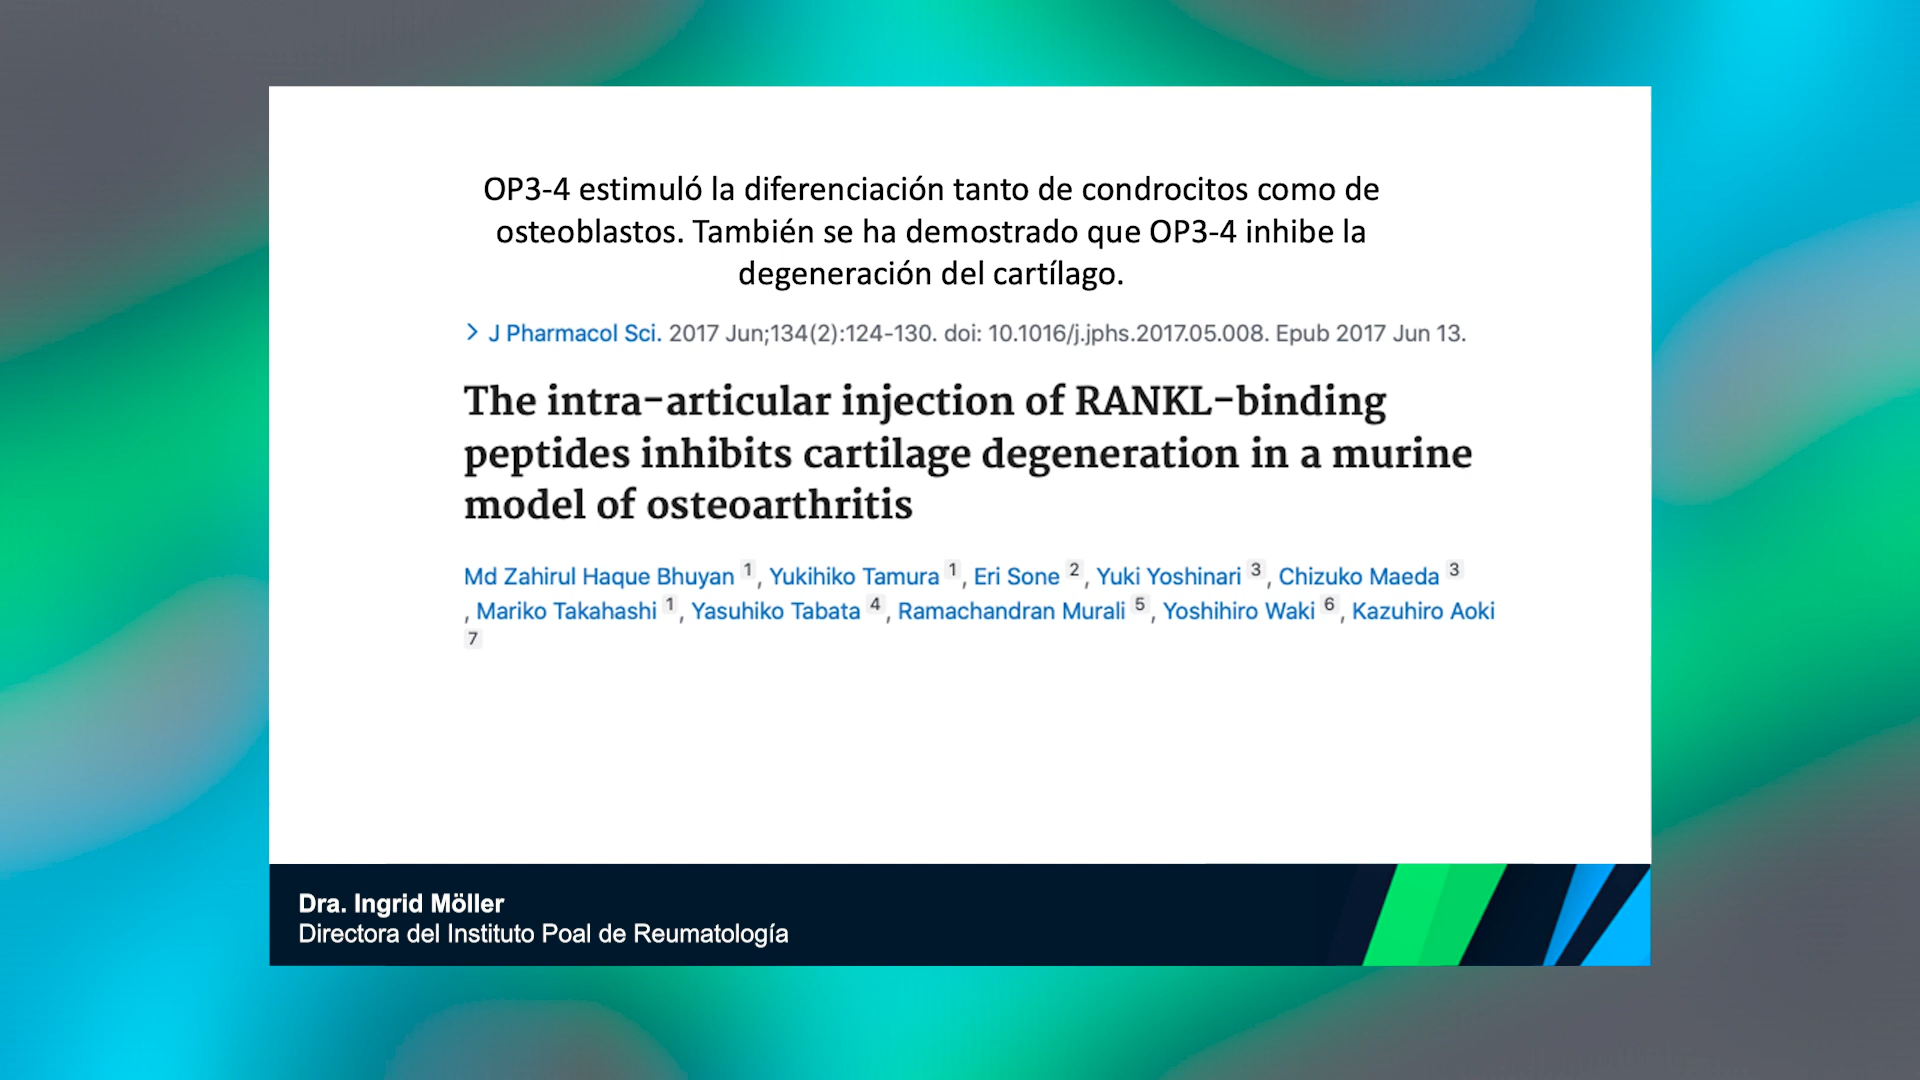 OP3-4 estimuló la diferenciación tanto de condrocitos como de
osteoblastos. También se ha demostrado que OP3-4 inhibe la
degeneración del cartílago.
> J Pharmacol Sci. 2017 Jun;134(2):124-130. doi: 10.1016/j.jphs.2017.05.008. Epub 2017 Jun 13.
The intra-articular injection of RANKL-binding
peptides inhibits cartilage degeneration in a murine
model of osteoarthritis
Md Zahirul Haque Bhuyan 1, Yukihiko Tamura 1, Eri Sone 2, Yuki Yoshinari 3, Chizuko Maeda 3
, Mariko Takahashi 1, Yasuhiko Tabata 4, Ramachandran Murali 5, Yoshihiro Waki 6, Kazuhiro Aoki
7
Dra. Ingrid Möller
Directora del Instituto Poal de Reumatología